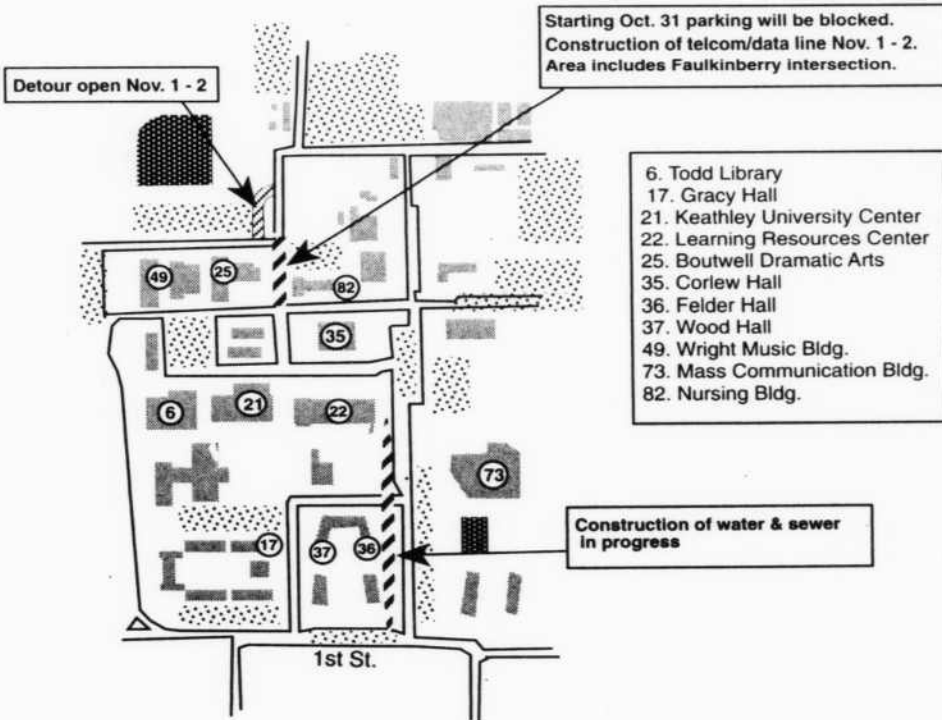 Starting Oct. 31 parking will be blocked.
Construction of telcom/data line Nov. 1 - 2.
Area includes Faulkinberry intersection.
Detour open Nov. 1 - 2
6. Todd Library
17. Gracy Hall
21. Keathley University Center
22. Learning Resources Center
25. Boutwell Dramatic Arts
35. Corlew Hall
36. Felder Hall
37. Wood Hall
49. Wright Music Bldg.
73. Mass Communication Bldg.
82. Nursing Bldg.
49
25
82
35
6
21
22
73
Construction of water & sewer
in progress
17
37
36
1st St.